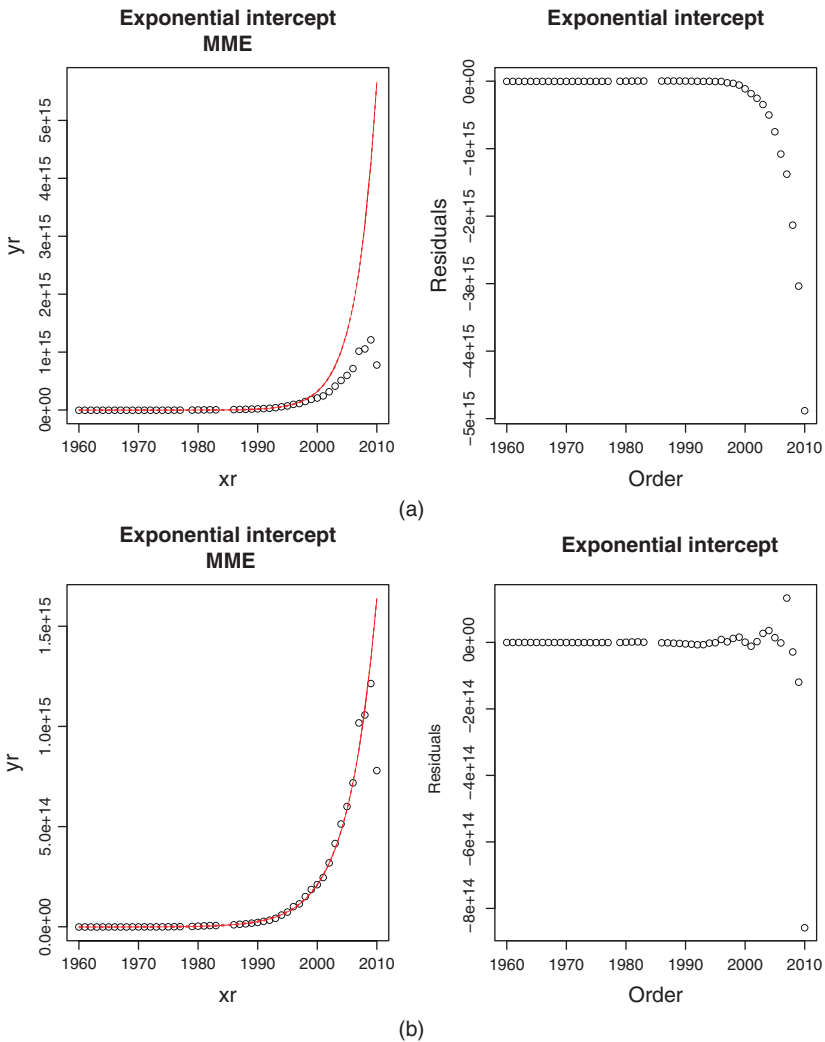 Exponential intercept
MME
yr
0e+00
1e+15
2e+15
3e+15
4e+15
5e+15
1960 1970 1980 1990 2000 2010
xr
Exponential intercept
Residuals
0e+00
−1e+15
−2e+15
−3e+15
−4e+15
−5e+15
1960 1970 1980 1990 2000 2010
Order
(a)
Exponential intercept
MME
yr
0.0e+00
5.0e+14
1.0e+15
1.5e+15
1960 1970 1980 1990 2000 2010
xr
Exponential intercept
Residuals
0e+00
−2e+14
−4e+14
−6e+14
−8e+14
1960 1970 1980 1990 2000 2010
Order
(b)